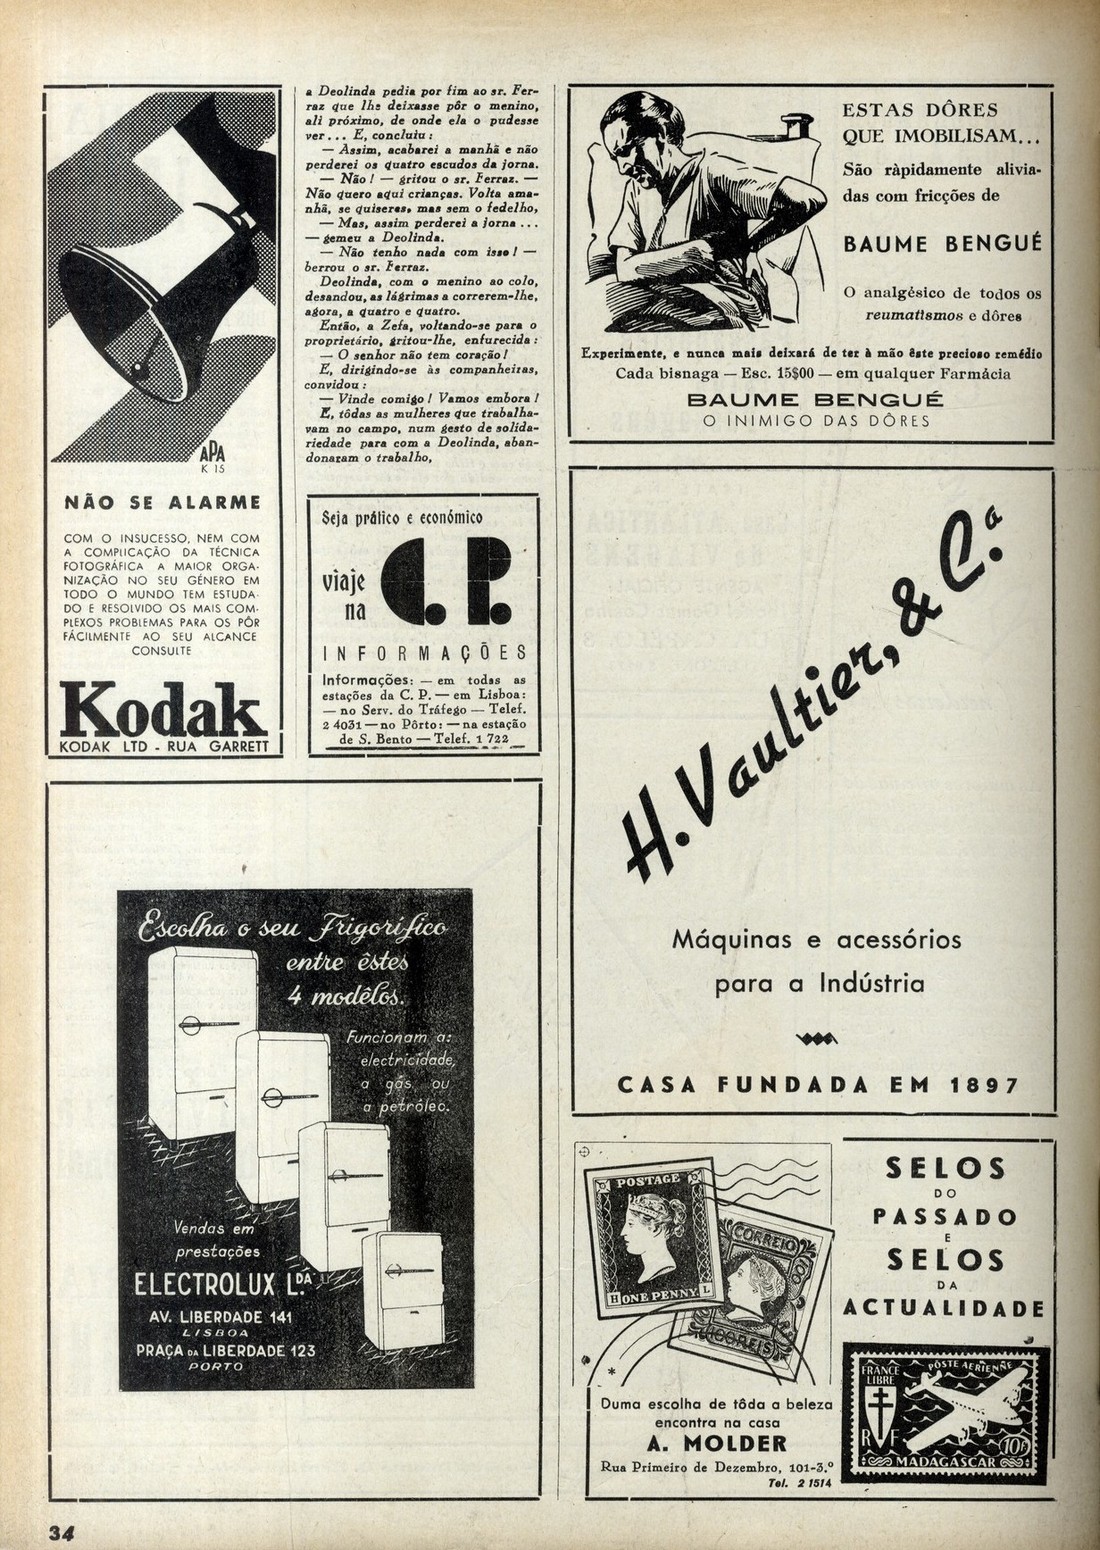 APA
K 15
NÃO SE ALARME
COM O INSUCESSO, NEM COM
A COMPLICAÇÃO DA TÉCNICA
FOTOGRÁFICA A MAIOR ORGA-
NIZAÇÃO NO SEU GÉNERO EM
TODO O MUNDO TEM ESTUDA-
DO E RESOLVIDO OS MAIS COM-
PLEXOS PROBLEMAS PARA OS PÔR
FÁCILMENTE AO SEU ALCANCE
CONSULTE
Kodak
KODAK LTD - RUA GARRETT
a Deolinda pedia por fim ao sr. Fer-
raz que lhe deixasse pôr o menino,
ali próximo, de onde ela o pudesse
ver... E, concluiu:
— Assim, acabarei a manhã e não
perderei os quatro escudos da jorna.
— Não! — gritou o sr. Ferraz. —
Não quero aqui crianças. Volta ama-
nhã, se quiseres, mas sem o fedelho,
— Mas, assim perderei a jorna ...
— gemeu a Deolinda.
— Não tenho nada com isso! —
berrou o sr. Ferraz.
Deolinda, com o menino ao colo,
desandou, as lágrimas a correrem-lhe,
agora, a quatro e quatro.
Então, a Zefa, voltando-se para o
proprietário, gritou-lhe, enfurecida:
— O senhor não tem coração!
E, dirigindo-se às companheiras,
convidou:
— Vinde comigo! Vamos embora!
E, tôdas as mulheres que trabalha-
vam no campo, num gesto de solida-
riedade para com a Deolinda, aban-
donaram o trabalho,
Seja prático e económico
viaje
na
C. P.
INFORMAÇÕES
Informações: — em todas as
estações da C. P. — em Lisboa:
— no Serv. do Tráfego — Telef.
2 4031 — no Pôrto: — na estação
de S. Bento — Telef. 1 722
ESTAS DÔRES
QUE IMOBILISAM...
São ràpidamente alivia-
das com fricções de
BAUME BENGUÉ
O analgésico de todos os
reumatismos e dôres
Experimente, e nunca mais deixará de ter à mão êste precioso remédio
Cada bisnaga — Esc. 15$00 — em qualquer Farmácia
BAUME BENGUÉ
O INIMIGO DAS DÔRES
H. Vaultier, & C.ª
Máquinas e acessórios
para a Indústria
CASA FUNDADA EM 1897
Escolha o seu Frigorífico
entre êstes
4 modêlos.
Funcionam a:
electricidade,
a gás ou
a petróleo.
Vendas em
prestações
ELECTROLUX L.DA
AV. LIBERDADE 141
LISBOA
PRAÇA DA LIBERDADE 123
PORTO
POSTAGE
ONE PENNY.
H L
CORREIO
100
100 REIS
SELOS
DO
PASSADO
E
SELOS
DA
ACTUALIDADE
Duma escolha de tôda a beleza
encontra na casa
A. MOLDER
Rua Primeiro de Dezembro, 101-3.º
Tel. 2 1514
FRANCE
LIBRE
POSTE AERIENNE
R F
10F
MADAGASCAR
34